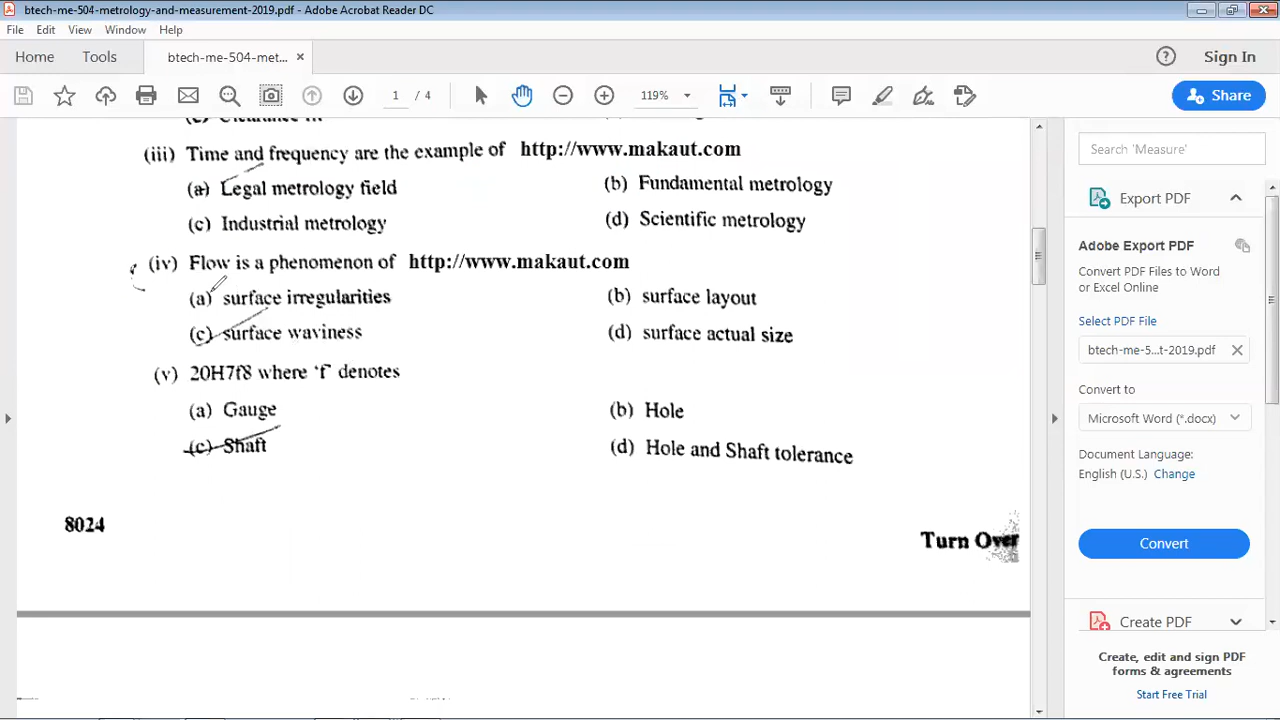 btech-me-504-metrology-and-measurement-2019.pdf - Adobe Acrobat Reader DC
File Edit View Window Help
Home Tools btech-me-504-met... × Sign In
1 / 4 119% Share
(iii) Time and frequency are the example of http://www.makaut.com
(a) Legal metrology field (b) Fundamental metrology
(c) Industrial metrology (d) Scientific metrology
(iv) Flow is a phenomenon of http://www.makaut.com
(a) surface irregularities (b) surface layout
(c) surface waviness (d) surface actual size
(v) 20H7f8 where 'f' denotes
(a) Gauge (b) Hole
(c) Shaft (d) Hole and Shaft tolerance
8024
Turn Over
Search 'Measure'
Export PDF
Adobe Export PDF
Convert PDF Files to Word
or Excel Online
Select PDF File
btech-me-5...t-2019.pdf ×
Convert to
Microsoft Word (*.docx)
Document Language:
English (U.S.) Change
Convert
Create PDF
Create, edit and sign PDF
forms & agreements
Start Free Trial